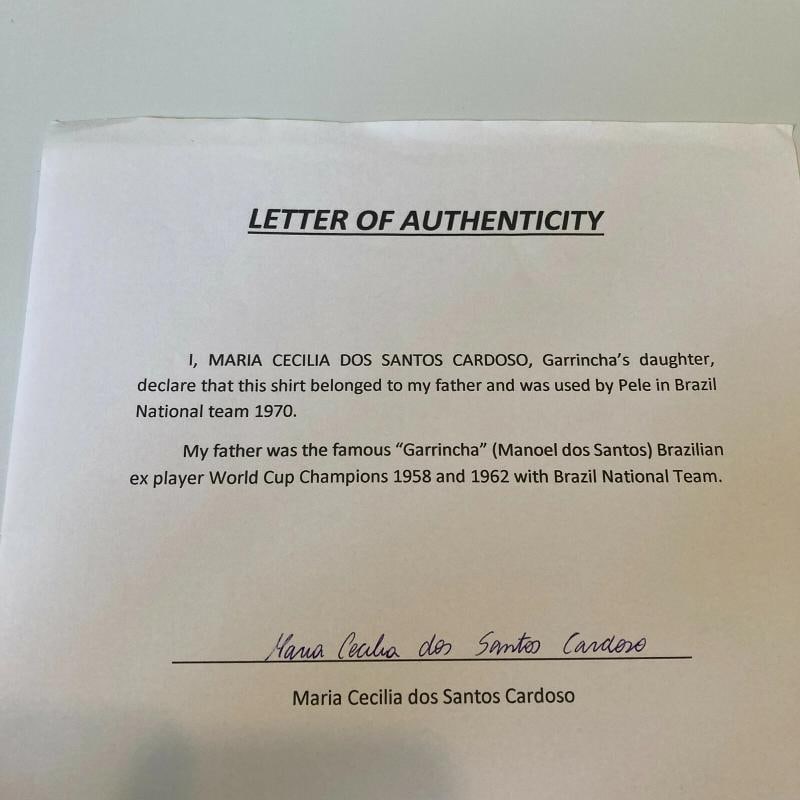 LETTER OF AUTHENTICITY
I, MARIA CECILIA DOS SANTOS CARDOSO, Garrincha's daughter,
declare that this shirt belonged to my father and was used by Pele in Brazil
National team 1970.
My father was the famous “Garrincha” (Manoel dos Santos) Brazilian
ex player World Cup Champions 1958 and 1962 with Brazil National Team.
Maria Cecilia dos Santos Cardoso
Maria Cecilia dos Santos Cardoso